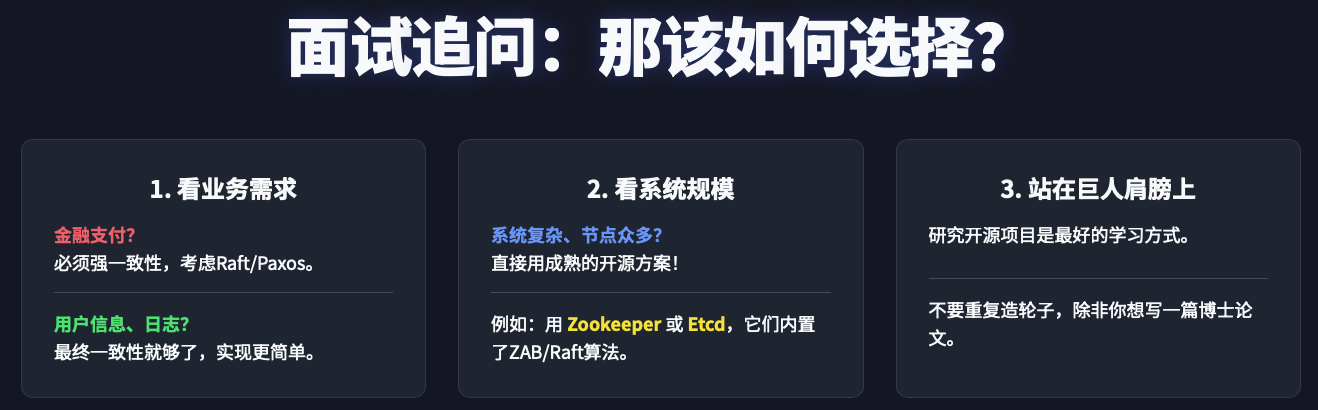 面试追问：那该如何选择？
1. 看业务需求
金融支付？
必须强一致性，考虑Raft/Paxos。
用户信息、日志？
最终一致性就够了，实现更简单。
2. 看系统规模
系统复杂、节点众多？
直接用成熟的开源方案！
例如：用 Zookeeper 或 Etcd，它们内置
了ZAB/Raft算法。
3. 站在巨人肩膀上
研究开源项目是最好的学习方式。
不要重复造轮子，除非你想写一篇博士论
文。